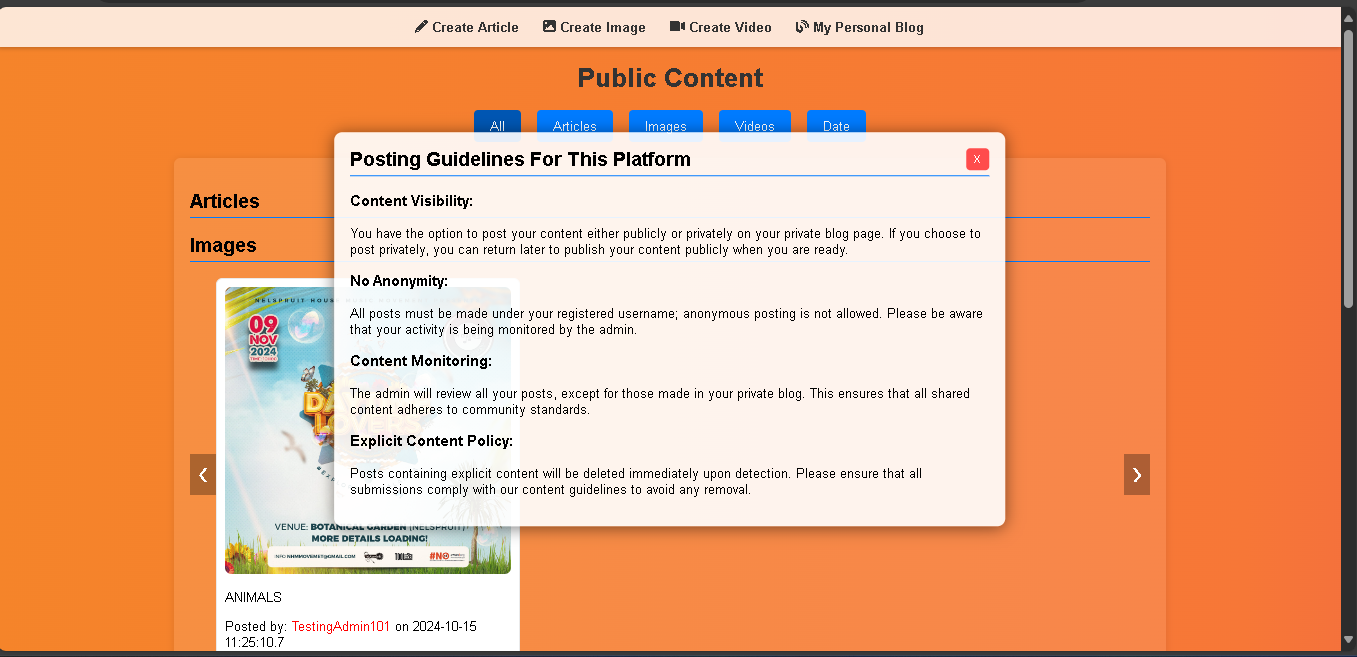 Create Article Create Image Create Video My Personal Blog
Public Content
All Articles Images Videos Date
Posting Guidelines For This Platform X
Content Visibility:
You have the option to post your content either publicly or privately on your private blog page. If you choose to
post privately, you can return later to publish your content publicly when you are ready.
No Anonymity:
All posts must be made under your registered username; anonymous posting is not allowed. Please be aware
that your activity is being monitored by the admin.
Content Monitoring:
The admin will review all your posts, except for those made in your private blog. This ensures that all shared
content adheres to community standards.
Explicit Content Policy:
Posts containing explicit content will be deleted immediately upon detection. Please ensure that all
submissions comply with our content guidelines to avoid any removal.
Articles
Images
NELSPRUIT HOUSE MUSIC
09
NOV
2024
LOVERS
VENUE: BOTANICAL GARDEN (NELSPRUIT)
MORE DETAILS LOADING!
INFO NHMMOVEMET@GMAIL.COM
ANIMALS
Posted by: TestingAdmin101 on 2024-10-15
11:25:10.7